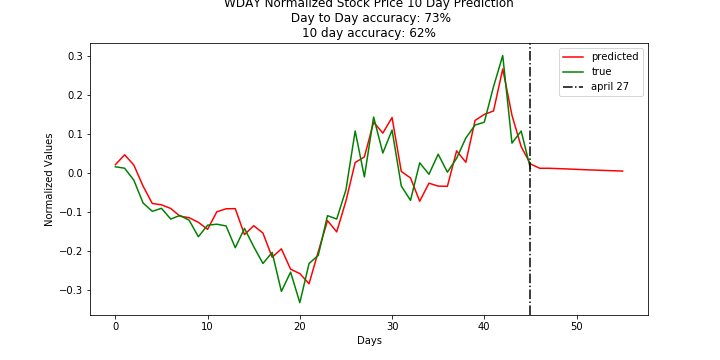 WDAY Normalized Stock Price 10 Day Prediction
Day to Day accuracy: 73%
10 day accuracy: 62%
predicted
true
april 27
Normalized Values
0.3
0.2
0.1
0.0
−0.1
−0.2
−0.3
0
10
20
30
40
50
Days